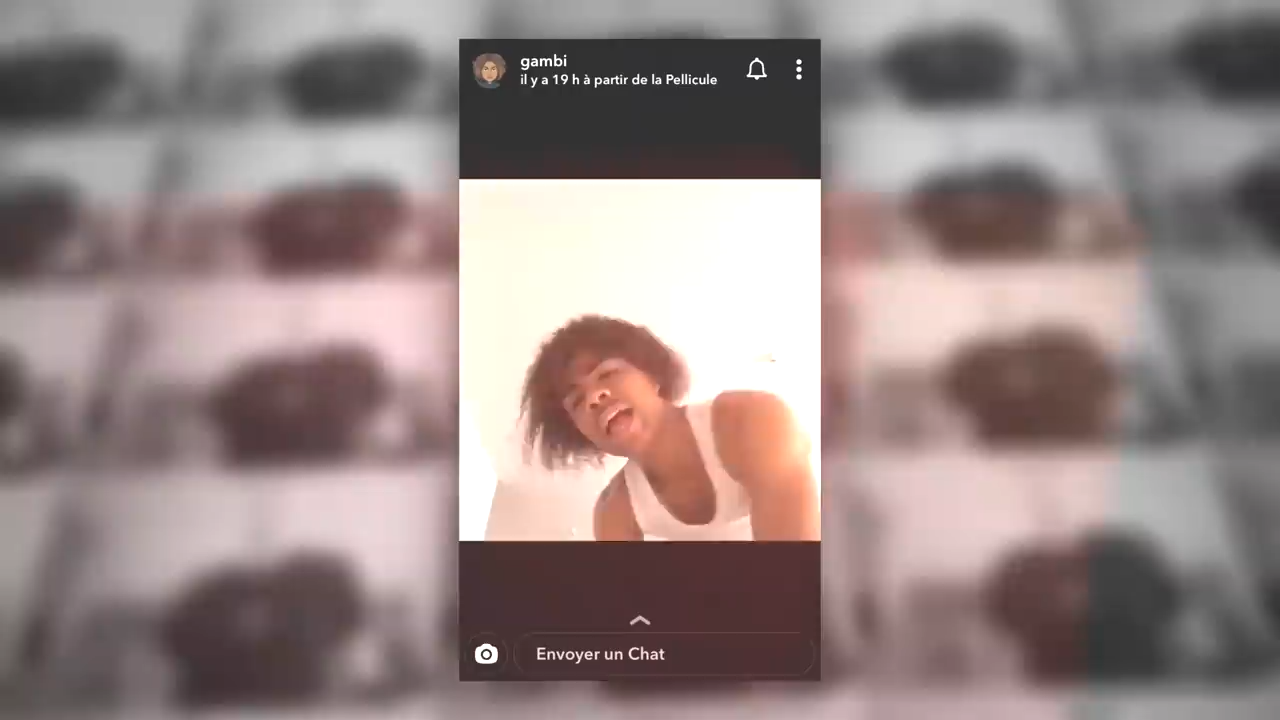 gambi
il y a 19 h à partir de la Pellicule
Envoyer un Chat